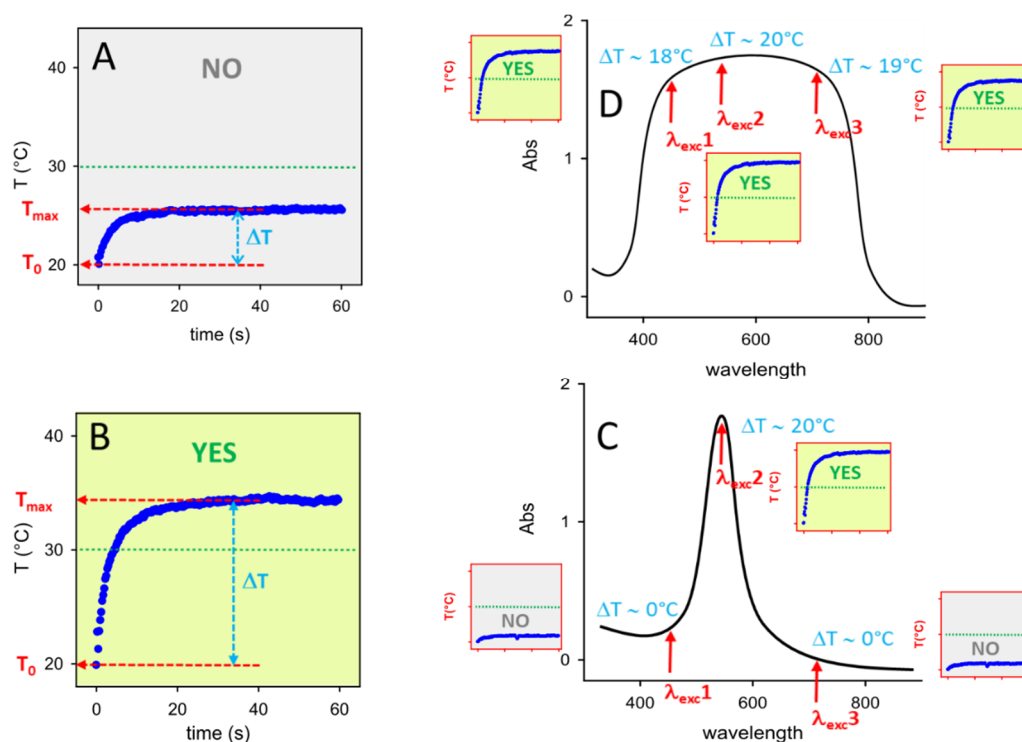 A
NO
T (°C)
40
30
20
Tmax
T0
ΔT
0
20
40
60
time (s)
B
YES
T (°C)
40
30
20
Tmax
T0
ΔT
0
20
40
60
time (s)
D
2
1
0
Abs
ΔT ~ 18°C
ΔT ~ 20°C
ΔT ~ 19°C
λexc1
λexc2
λexc3
T (°C)
YES
T (°C)
YES
T (°C)
YES
400
600
800
wavelength
C
2
1
0
Abs
ΔT ~ 20°C
λexc2
T (°C)
YES
ΔT ~ 0°C
ΔT ~ 0°C
λexc1
λexc3
T(°C)
NO
T (°C)
NO
400
600
800
wavelength